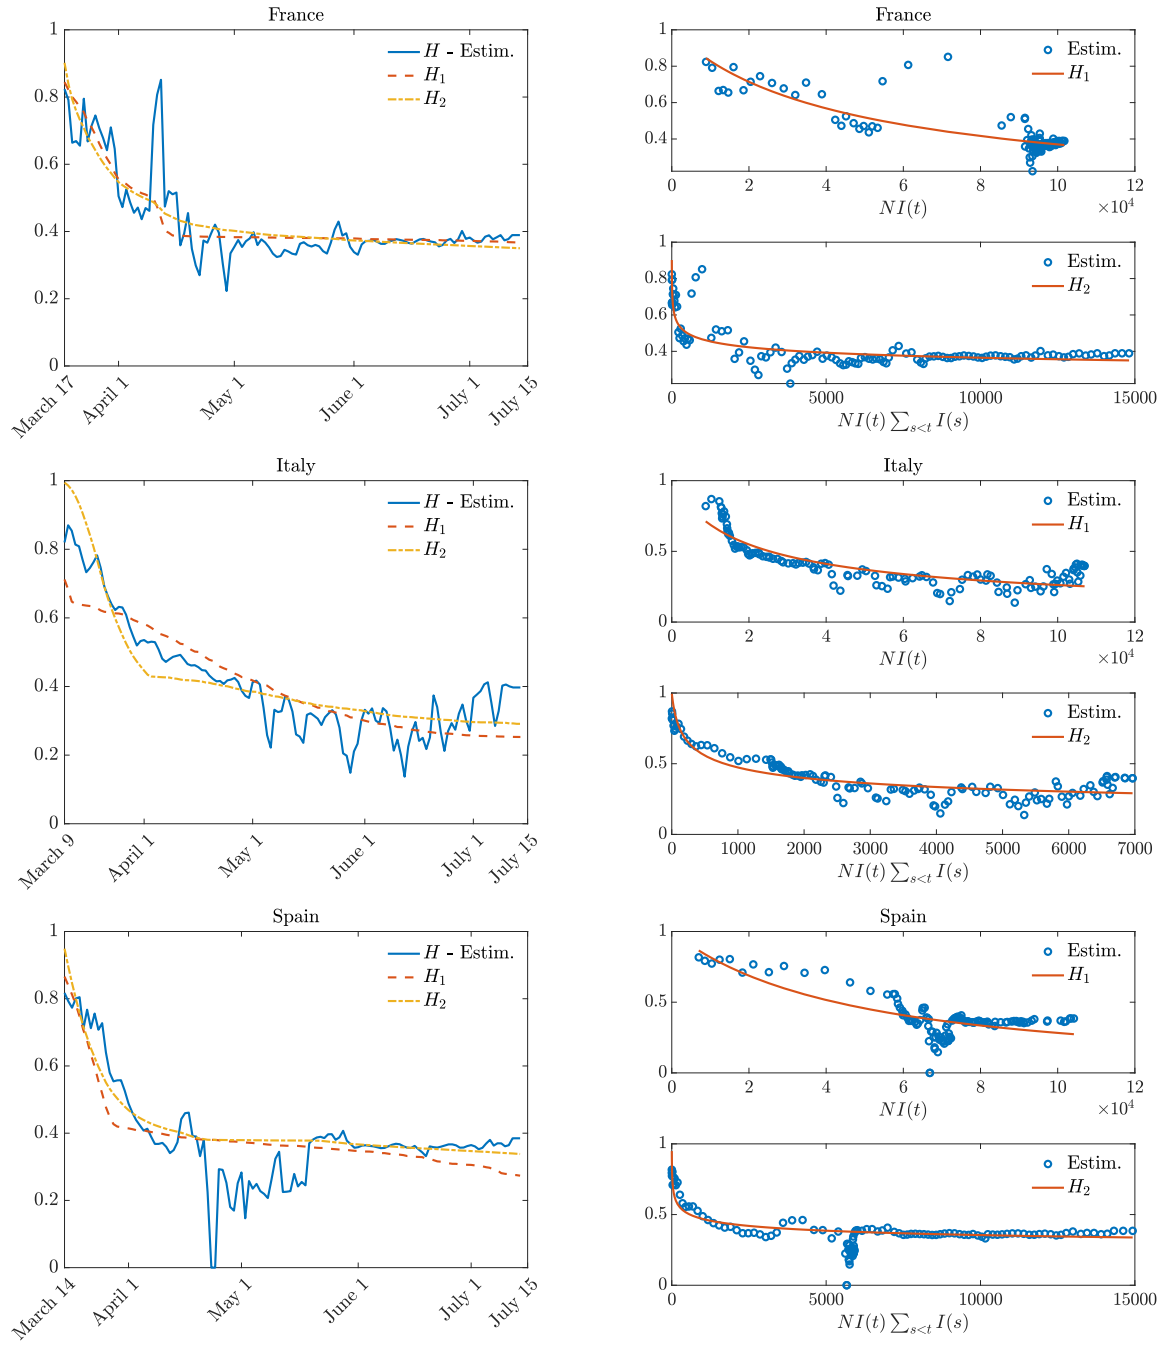 France
1
0.8
0.6
0.4
0.2
0
H - Estim.
H₁
H₂
March 17
April 1
May 1
June 1
July 1
July 15
France
1
0.8
0.6
0.4
Estim.
H₁
0 2 4 6 8 10 12
NI(t)
×10⁴
1
0.8
0.4
Estim.
H₂
0 5000 10000 15000
NI(t) ∑s<t I(s)
Italy
1
0.8
0.6
0.4
0.2
0
H - Estim.
H₁
H₂
March 9
April 1
May 1
June 1
July 1
July 15
Italy
1
0.5
0
Estim.
H₁
0 2 4 6 8 10 12
NI(t)
×10⁴
1
0.5
0
Estim.
H₂
0 1000 2000 3000 4000 5000 6000 7000
NI(t) ∑s<t I(s)
Spain
1
0.8
0.6
0.4
0.2
0
H - Estim.
H₁
H₂
March 14
April 1
May 1
June 1
July 1
July 15
Spain
1
0.5
0
Estim.
H₁
0 2 4 6 8 10 12
NI(t)
×10⁴
1
0.5
0
Estim.
H₂
0 5000 10000 15000
NI(t) ∑s<t I(s)